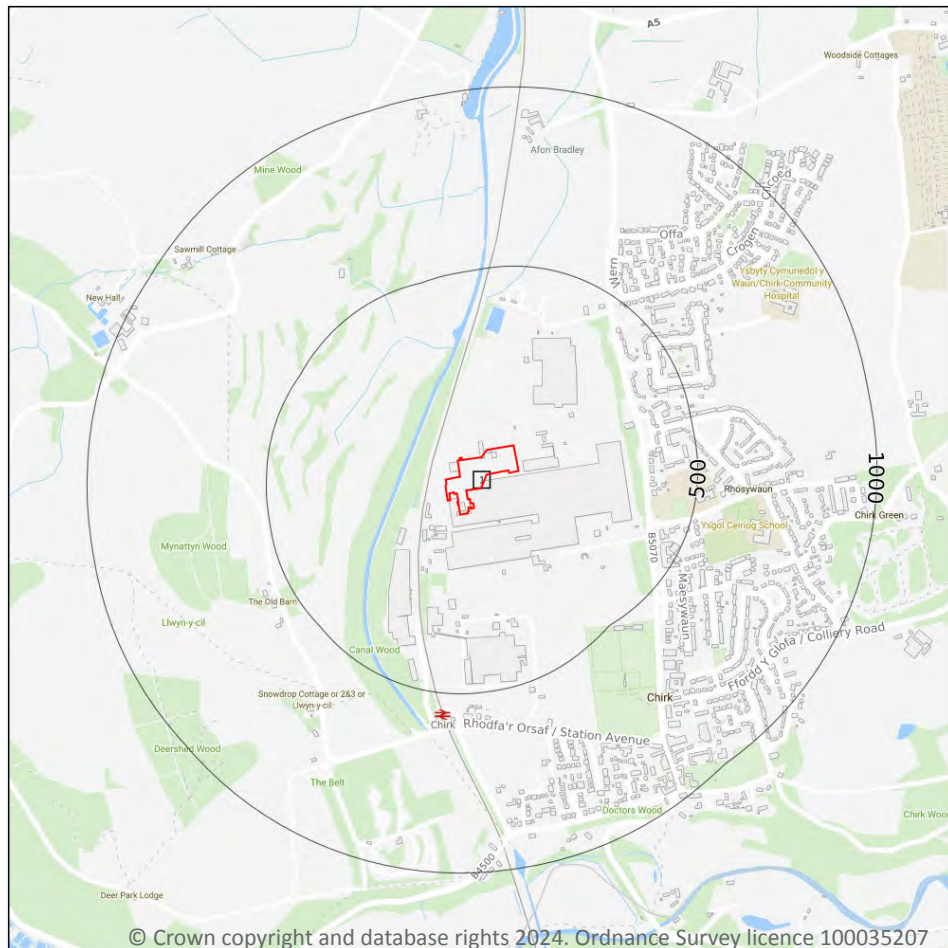 A5
Woodside Cottages
Afon Bradley
Mine Wood
Cilcoed
Crogen
Offa
Wern
Sawmill Cottage
Ysbyty Cymunedol y
Waun/Chirk Community
Hospital
New Hall
1
500
1000
Rhosywaun
Chirk Green
Ysgol Ceiriog School
B5070
Mynattyn Wood
Maesywaun
The Old Barn
Llwyn-y-cil
Ffordd Y Glofa / Colliery Road
Canal Wood
Snowdrop Cottage or 2&3 or
Llwyn-y-cil
Chirk
Chirk
Rhodfa'r Orsaf / Station Avenue
Deershed Wood
The Belt
Doctors Wood
Chirk Wood
B4500
Deer Park Lodge
© Crown copyright and database rights 2024. Ordnance Survey licence 100035207